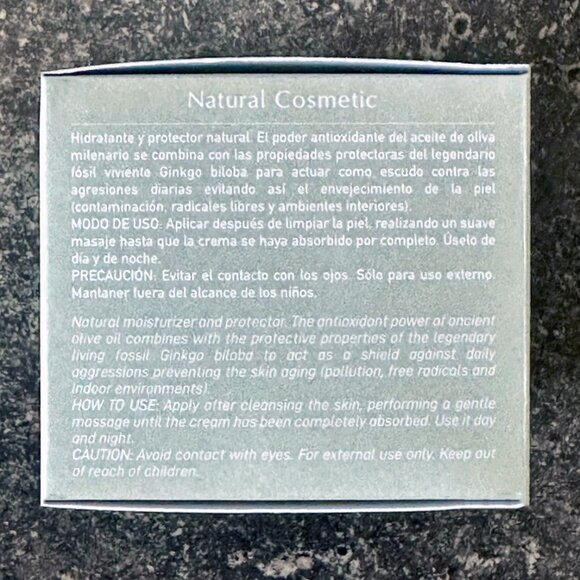 Natural Cosmetic
Hidratante y protector natural. El poder antioxidante del aceite de oliva
milenario se combina con las propiedades protectoras del legendario
fósil viviente Ginkgo biloba para actuar como escudo contra las
agresiones diarias evitando así el envejecimiento de la piel
(contaminación, radicales libres y ambientes interiores).
MODO DE USO: Aplicar después de limpiar la piel, realizando un suave
masaje hasta que la crema se haya absorbido por completo. Úselo de
día y de noche.
PRECAUCIÓN: Evitar el contacto con los ojos. Sólo para uso externo.
Mantaner fuera del alcance de los niños.
Natural moisturizer and protector. The antioxidant power of ancient
olive oil combines with the protective properties of the legendary
living fossil Ginkgo biloba to act as a shield against daily
aggressions preventing the skin aging (pollution, free radicals and
indoor environments).
HOW TO USE: Apply after cleansing the skin, performing a gentle
massage until the cream has been completely absorbed. Use it day
and night.
CAUTION: Avoid contact with eyes. For external use only. Keep out
of reach of children.